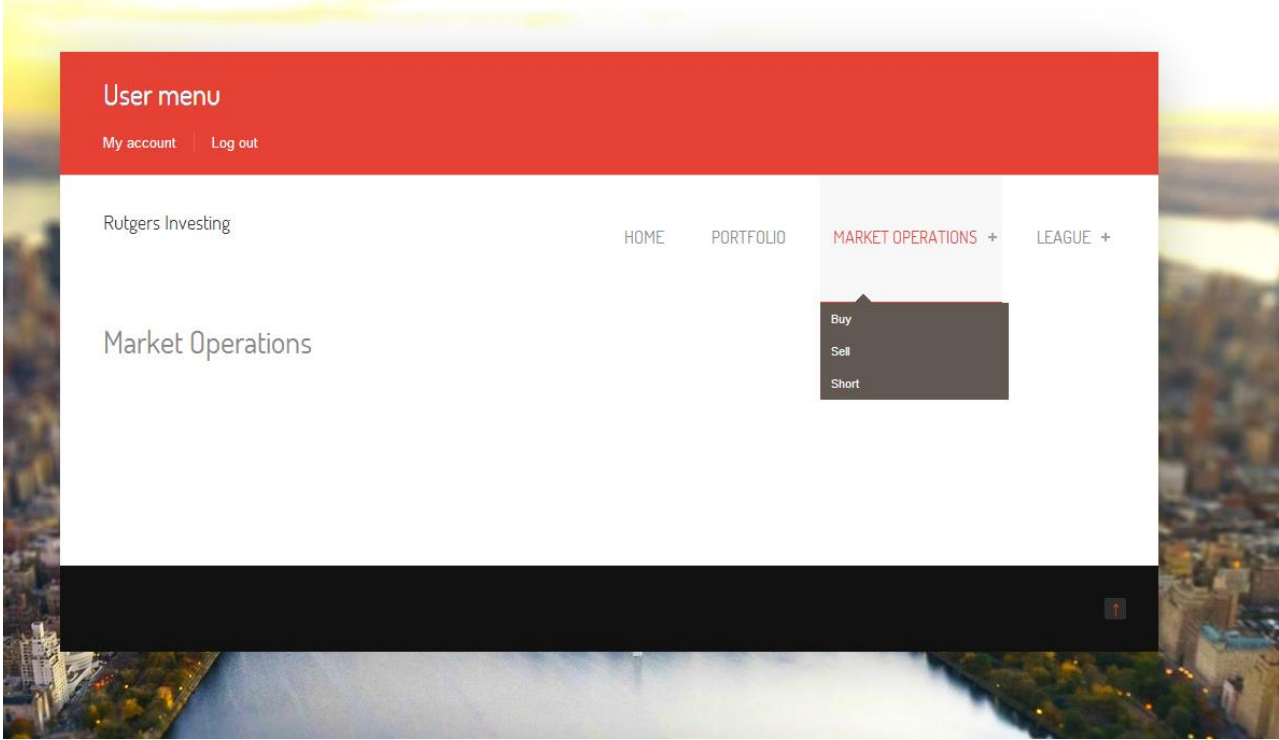 User menu
My account Log out
Rutgers Investing
HOME PORTFOLIO MARKET OPERATIONS + LEAGUE +
Buy
Sell
Short
Market Operations
↑